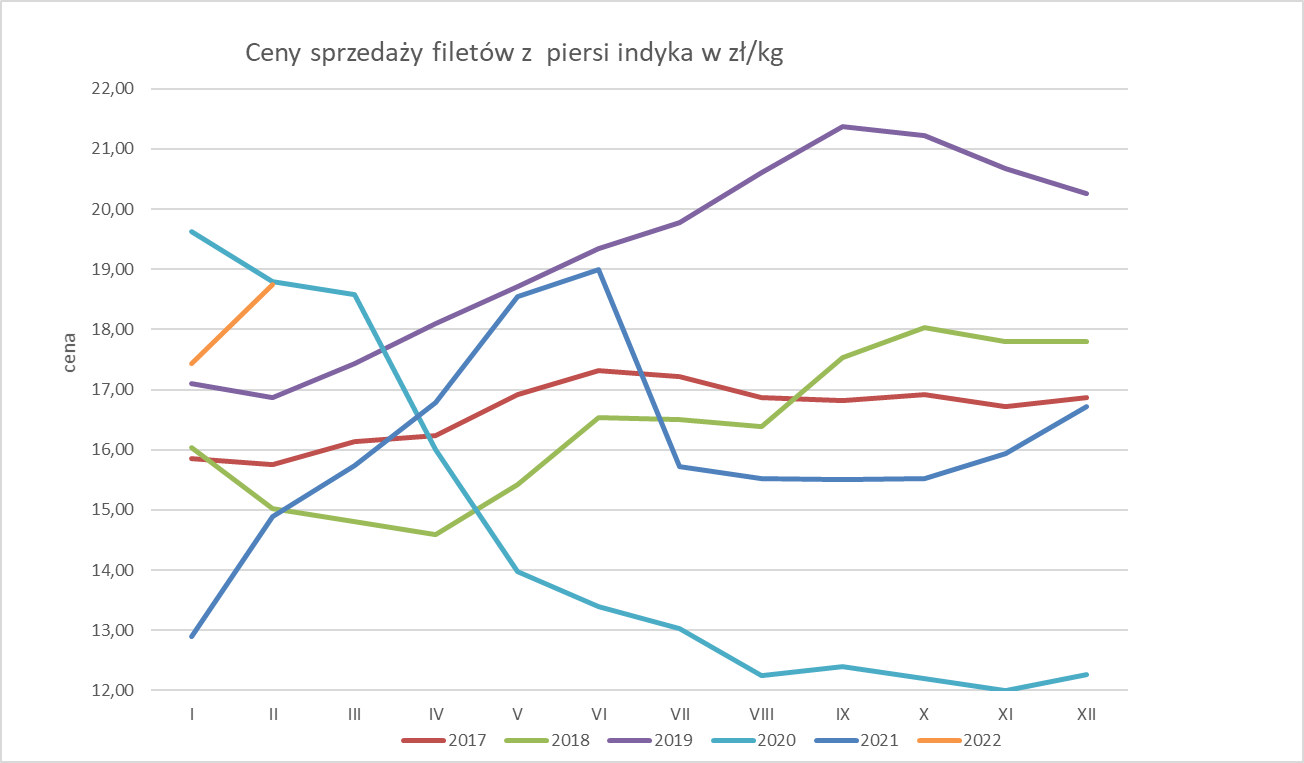 Ceny sprzedaży filetów z  piersi indyka w zł/kg
22,00
21,00
20,00
19,00
18,00
17,00
16,00
15,00
14,00
13,00
12,00
cena
I II III IV V VI VII VIII IX X XI XII
2017 2018 2019 2020 2021 2022